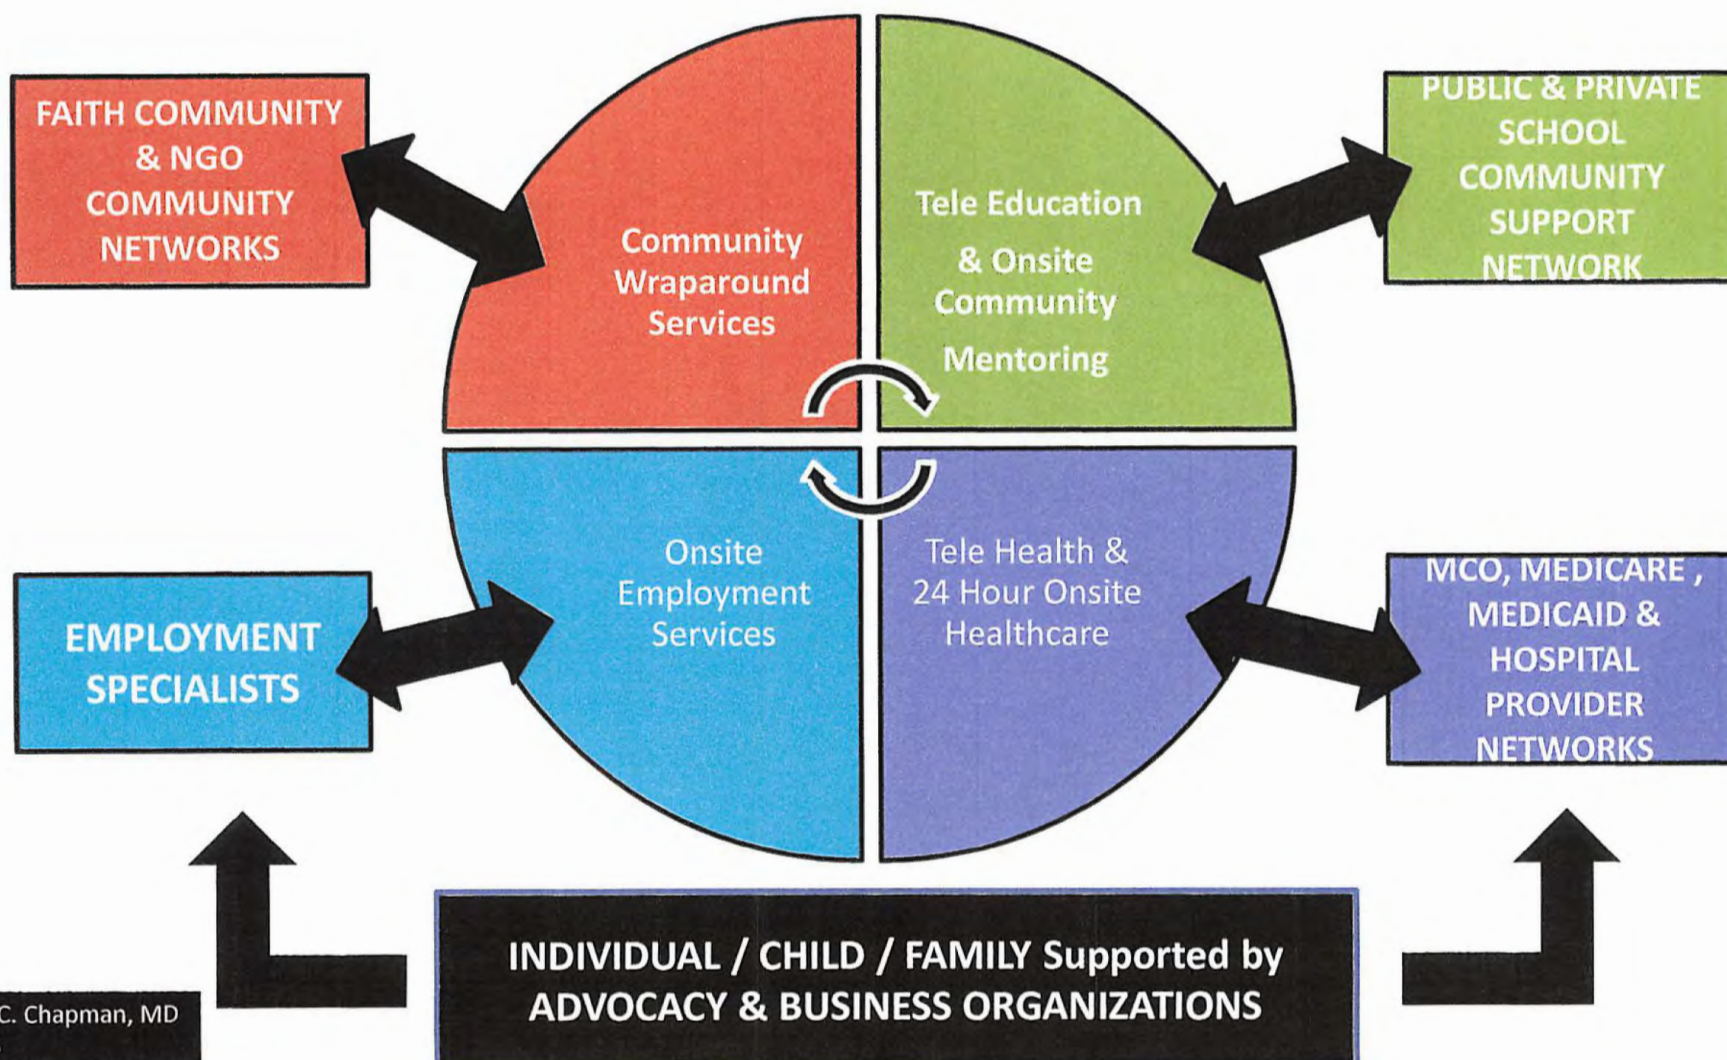 FAITH COMMUNITY
& NGO
COMMUNITY
NETWORKS
Community
Wraparound
Services
Tele Education
& Onsite
Community
Mentoring
PUBLIC & PRIVATE
SCHOOL
COMMUNITY
SUPPORT
NETWORK
EMPLOYMENT
SPECIALISTS
Onsite
Employment
Services
Tele Health &
24 Hour Onsite
Healthcare
MCO, MEDICARE ,
MEDICAID &
HOSPITAL
PROVIDER
NETWORKS
INDIVIDUAL / CHILD / FAMILY Supported by
ADVOCACY & BUSINESS ORGANIZATIONS
C. Chapman, MD